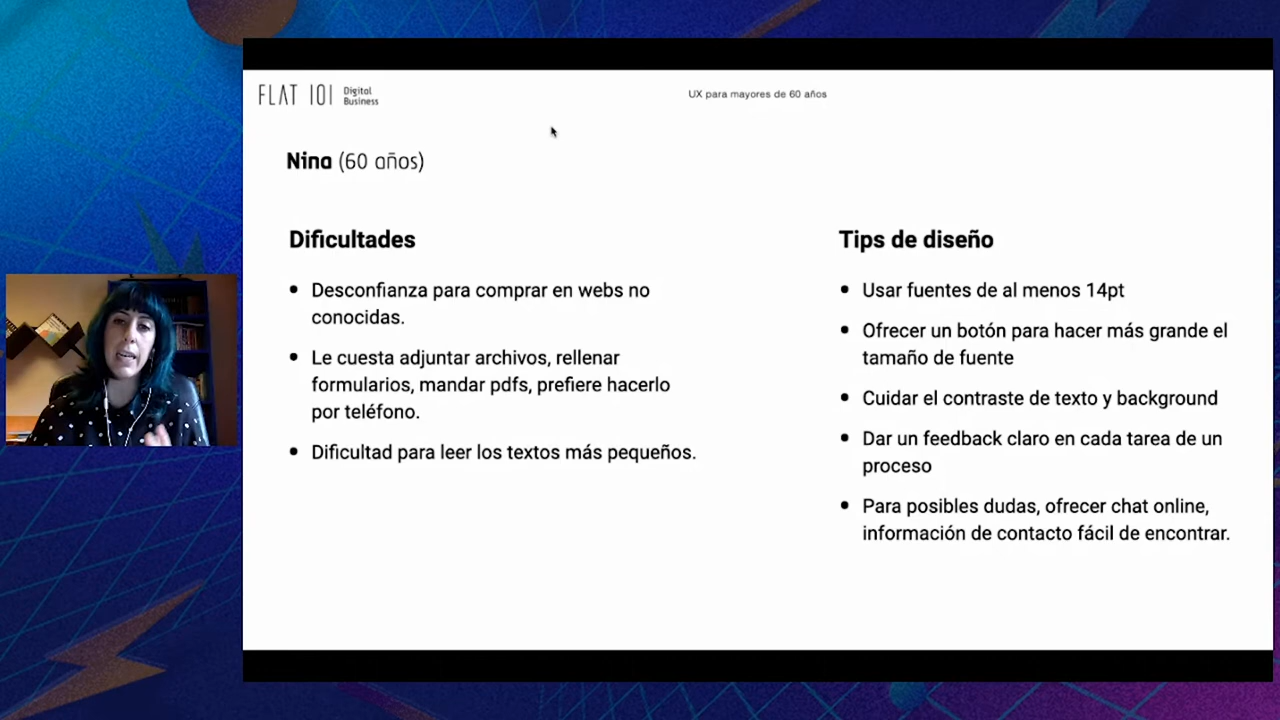 FLAT 101
Digital
Business
UX para mayores de 60 años
Nina (60 años)
Dificultades
• Desconfianza para comprar en webs no
conocidas.
• Le cuesta adjuntar archivos, rellenar
formularios, mandar pdfs, prefiere hacerlo
por teléfono.
• Dificultad para leer los textos más pequeños.
Tips de diseño
• Usar fuentes de al menos 14pt
• Ofrecer un botón para hacer más grande el
tamaño de fuente
• Cuidar el contraste de texto y background
• Dar un feedback claro en cada tarea de un
proceso
• Para posibles dudas, ofrecer chat online,
información de contacto fácil de encontrar.